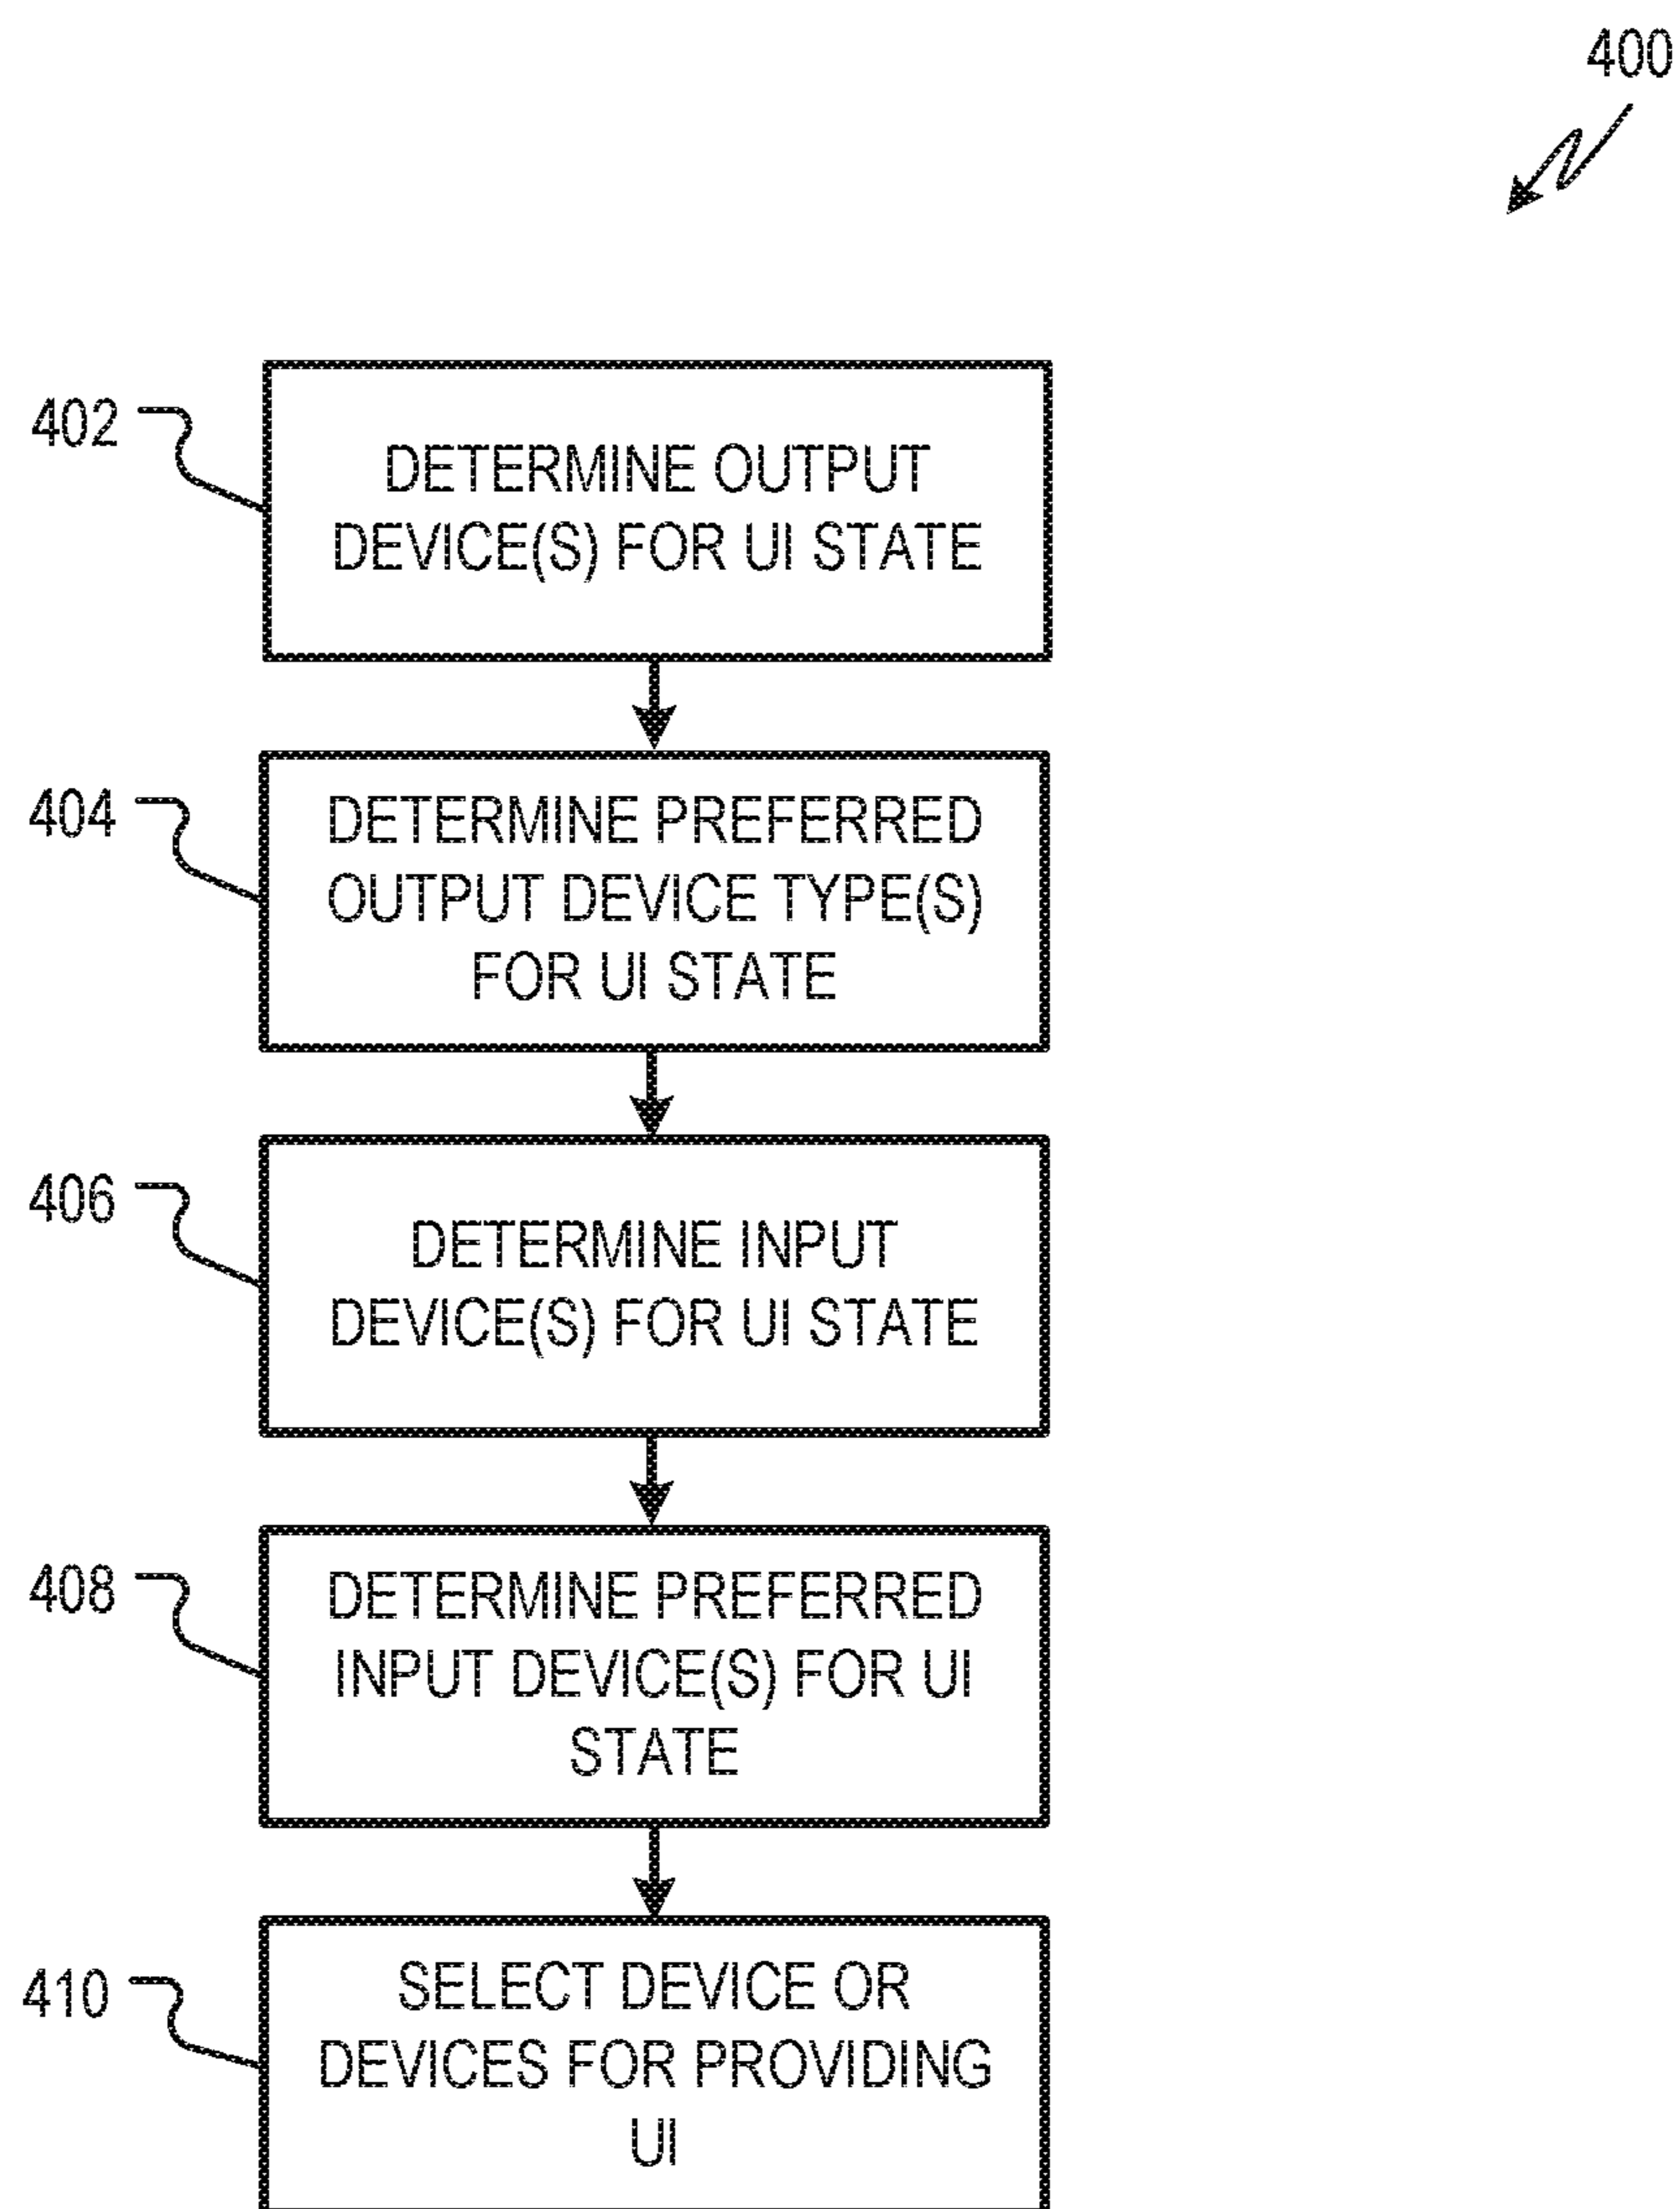 400
402
DETERMINE OUTPUT
DEVICE(S) FOR UI STATE
404
DETERMINE PREFERRED
OUTPUT DEVICE TYPE(S)
FOR UI STATE
406
DETERMINE INPUT
DEVICE(S) FOR UI STATE
408
DETERMINE PREFERRED
INPUT DEVICE(S) FOR UI
STATE
410
SELECT DEVICE OR
DEVICES FOR PROVIDING
UI